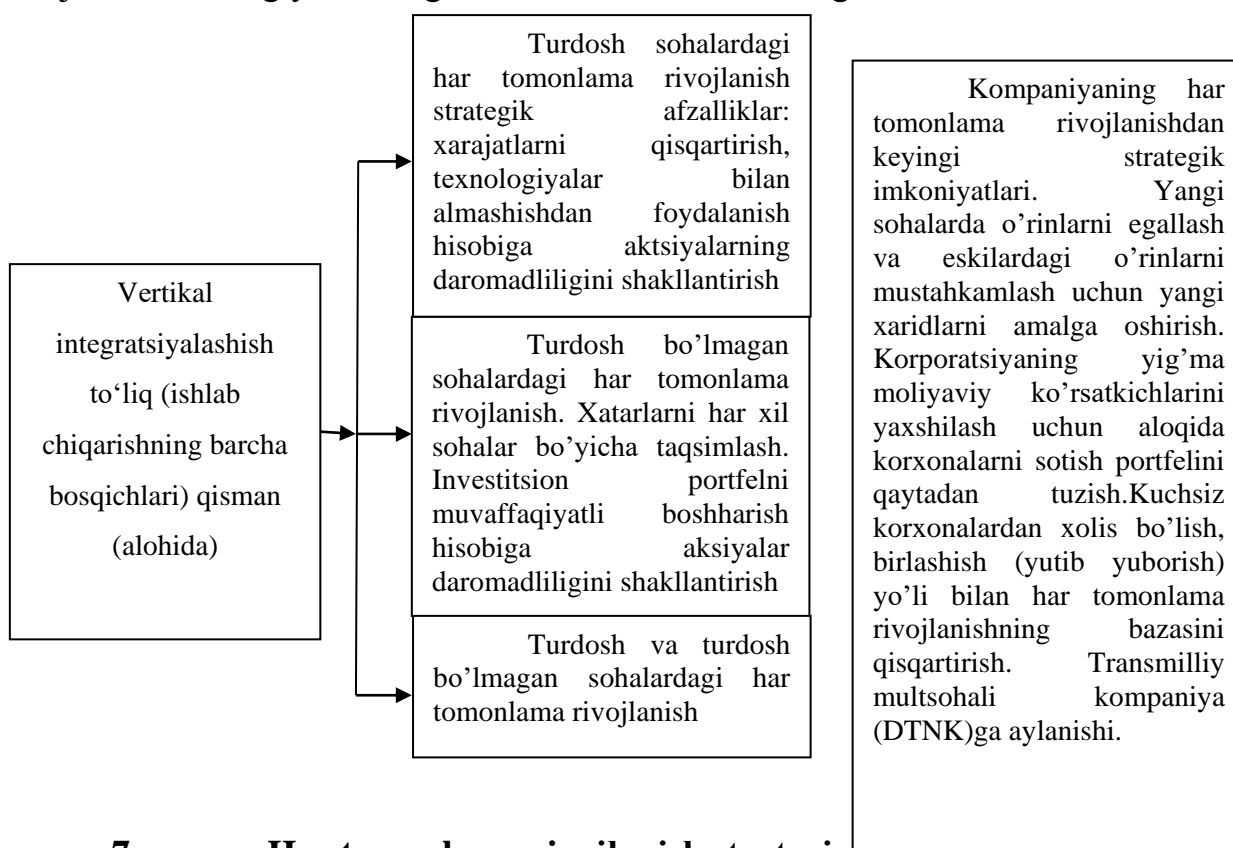 Vertikal
integratsiyalashish
to‘liq (ishlab
chiqarishning barcha
bosqichlari) qisman
(alohida)
Turdosh sohalardagi
har tomonlama rivojlanish
strategik afzalliklar:
xarajatlarni qisqartirish,
texnologiyalar bilan
almashishdan foydalanish
hisobiga aktsiyalarning
daromadliligini shakllantirish
Turdosh bo’lmagan
sohalardagi har tomonlama
rivojlanish. Xatarlarni har xil
sohalar bo’yicha taqsimlash.
Investitsion portfelni
muvaffaqiyatli boshharish
hisobiga aksiyalar
daromadliligini shakllantirish
Turdosh va turdosh
bo’lmagan sohalardagi har
tomonlama rivojlanish
Kompaniyaning har
tomonlama rivojlanishdan
keyingi strategik
imkoniyatlari. Yangi
sohalarda o’rinlarni egallash
va eskilardagi o’rinlarni
mustahkamlash uchun yangi
xaridlarni amalga oshirish.
Korporatsiyaning yig’ma
moliyaviy ko’rsatkichlarini
yaxshilash uchun aloqida
korxonalarni sotish portfelini
qaytadan tuzish.Kuchsiz
korxonalardan xolis bo’lish,
birlashish (yutib yuborish)
yo’li bilan har tomonlama
rivojlanishning bazasini
qisqartirish. Transmilliy
multsohali kompaniya
(DTNK)ga aylanishi.